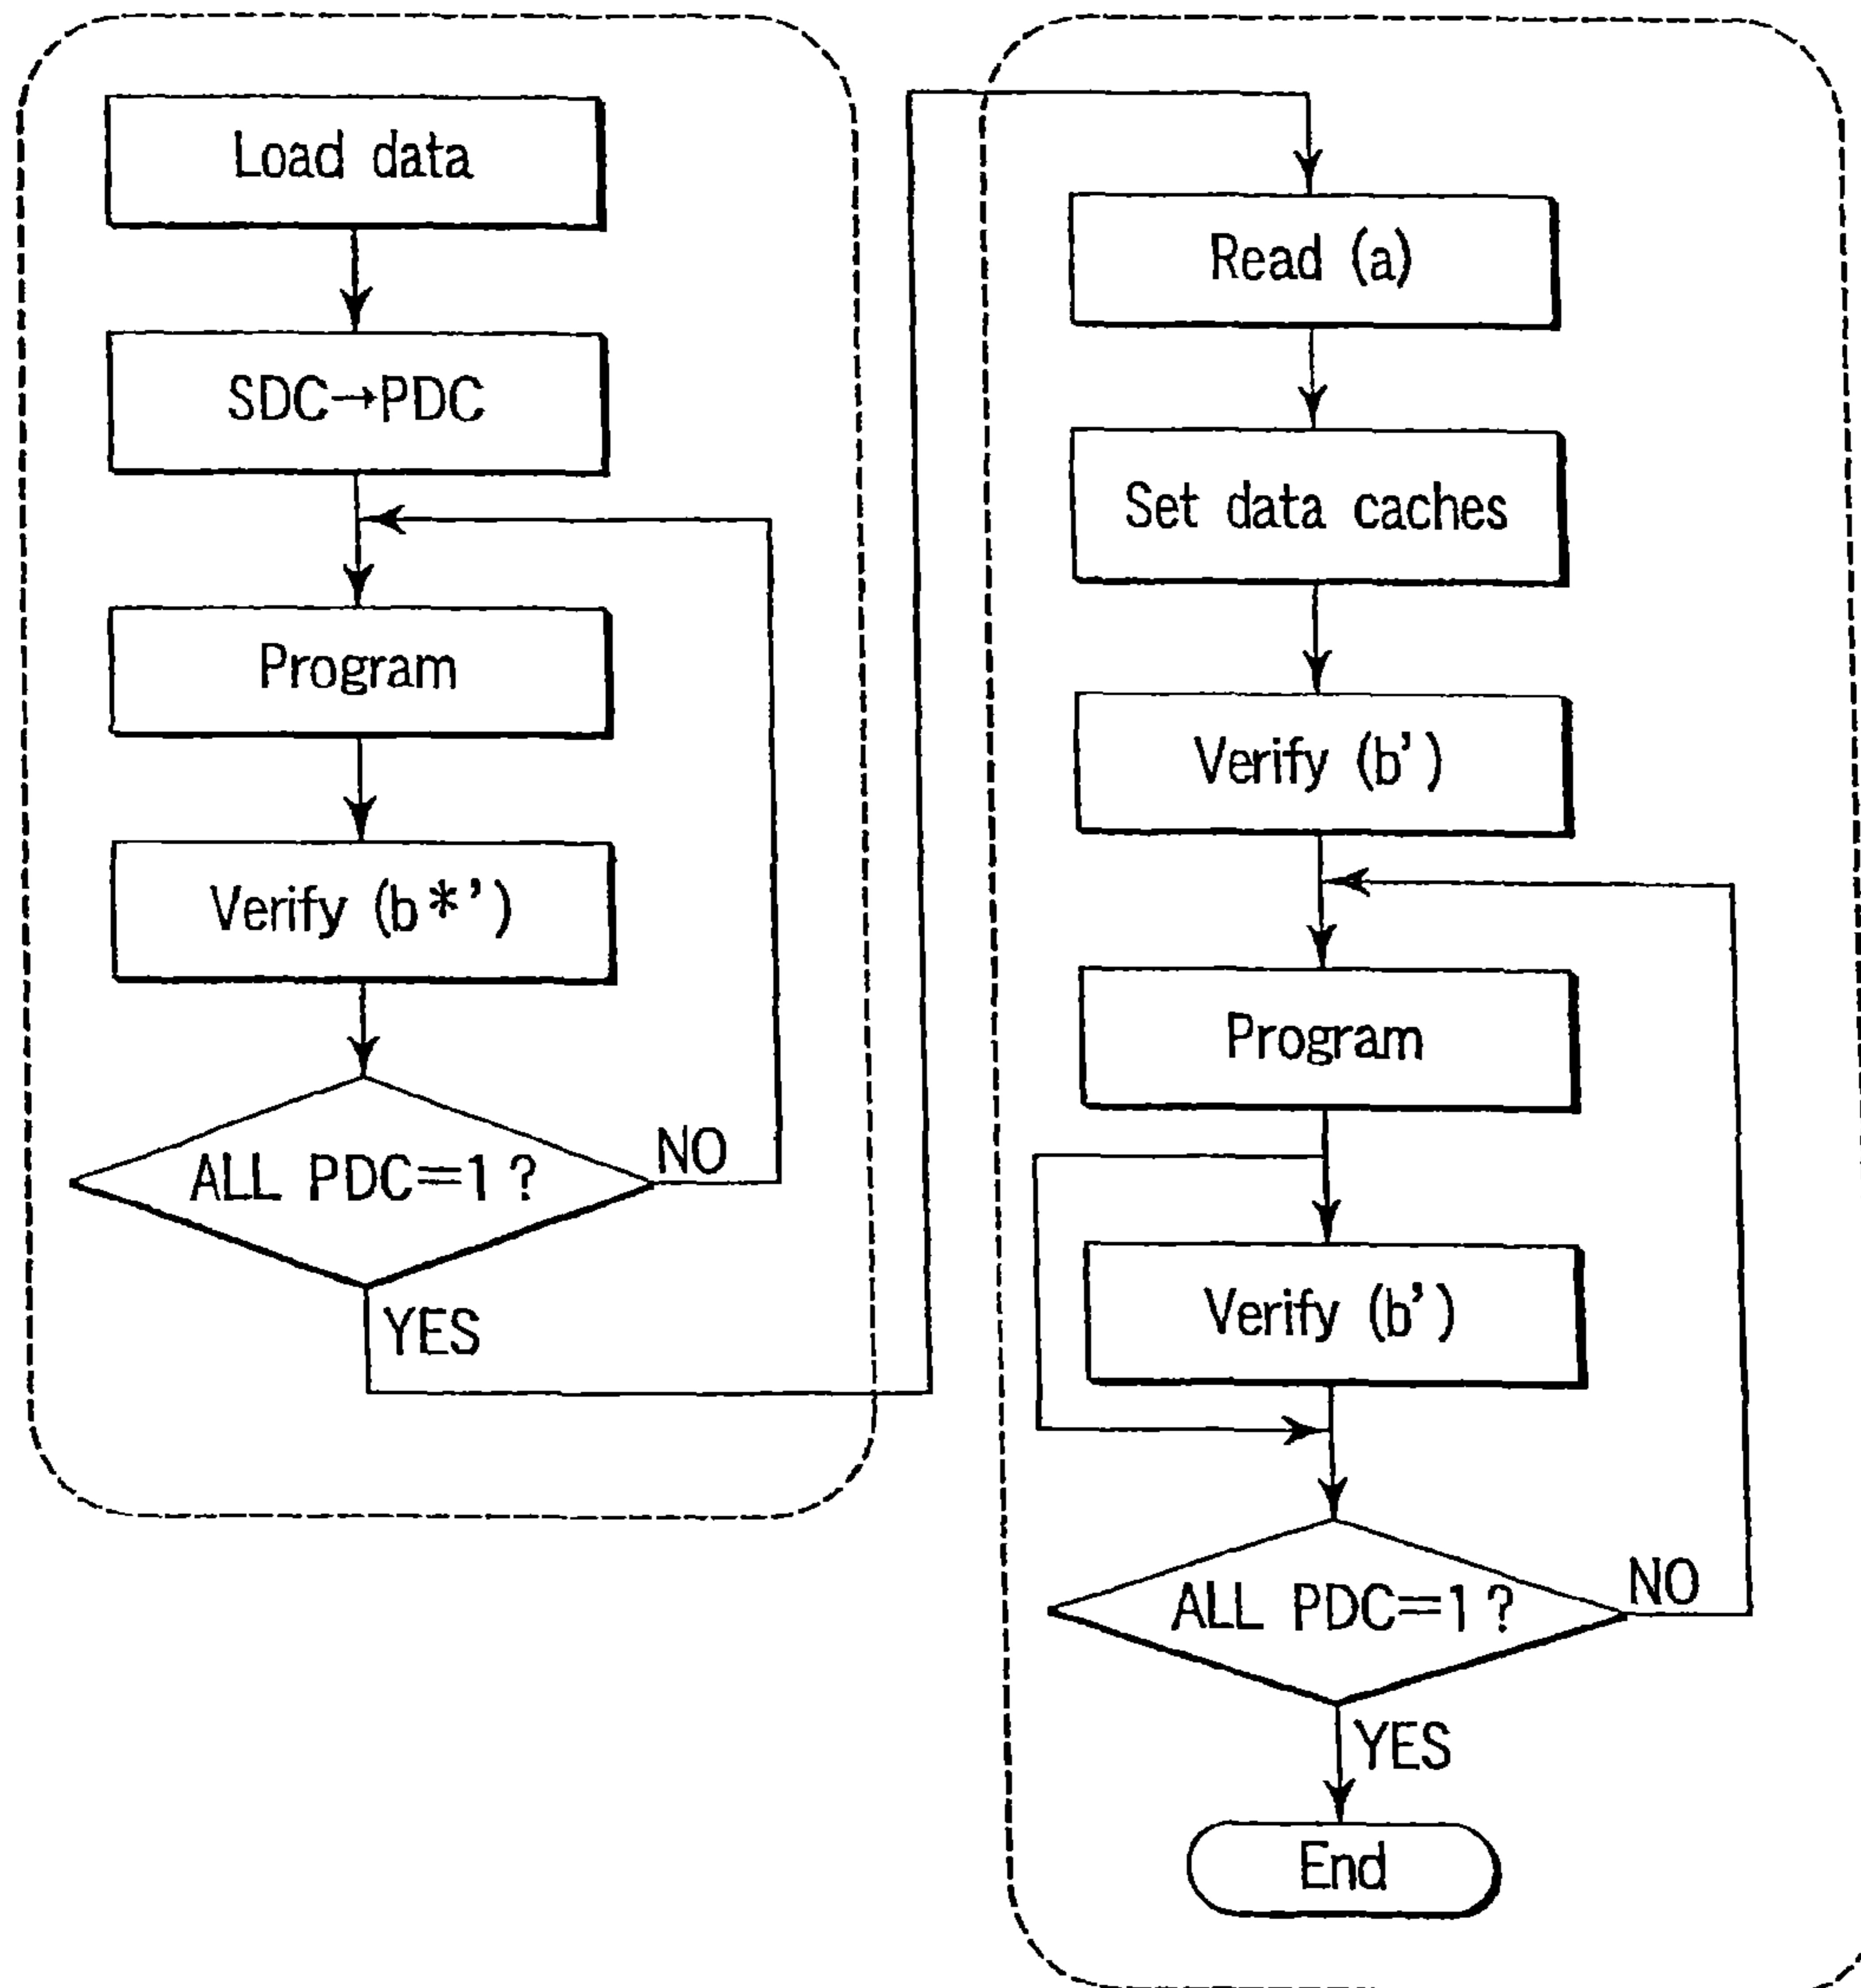 Load data
SDC→PDC
Program
Verify (b*')
ALL PDC=1?
NO
YES
Read (a)
Set data caches
Verify (b')
Program
Verify (b')
ALL PDC=1?
NO
YES
End